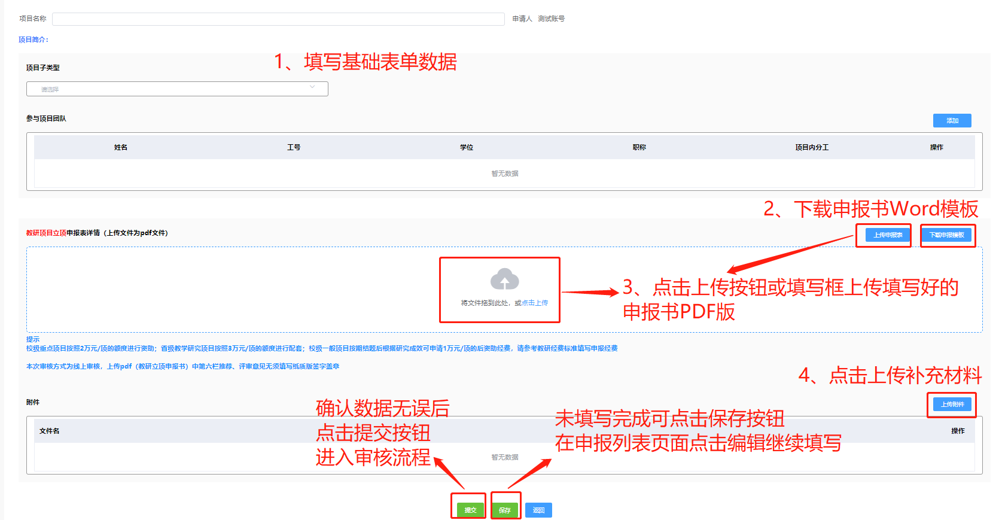 项目名称 申请人 测试账号
项目简介：
1、填写基础表单数据
项目子类型
请选择
参与项目团队
添加
姓名 工号 学位 职称 项目内分工 操作
暂无数据
2、下载申报书Word模板
教研项目立项申报表详情（上传文件为pdf文件）
上传申报表 下载申报模板
将文件拖到此处，或点击上传
3、点击上传按钮或填写框上传填写好的
申报书PDF版
提示
校级重点项目按照2万元/项的额度进行资助；省级教学研究项目按照3万元/项的额度进行配套；校级一般项目按期结题后根据研究成效可申请1万元/项的后资助经费，请参考教研经费标准填写申报经费
本次审核方式为线上审核，上传pdf（教研立项申报书）中第六栏推荐、评审意见无须填写纸质版签字盖章
4、点击上传补充材料
附件
上传附件
确认数据无误后
点击提交按钮
进入审核流程
未填写完成可点击保存按钮
在申报列表页面点击编辑继续填写
文件名 操作
暂无数据
提交 保存 返回